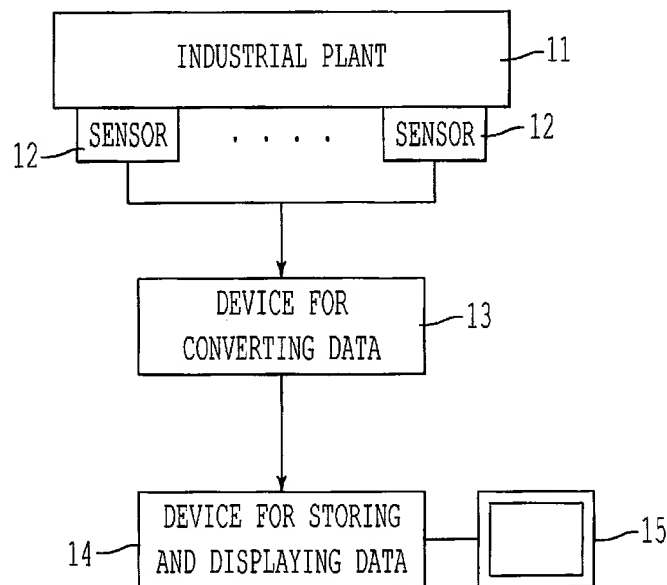 INDUSTRIAL PLANT
11
SENSOR
. . . .
SENSOR
12
12
DEVICE FOR
CONVERTING DATA
13
DEVICE FOR STORING
AND DISPLAYING DATA
14
15